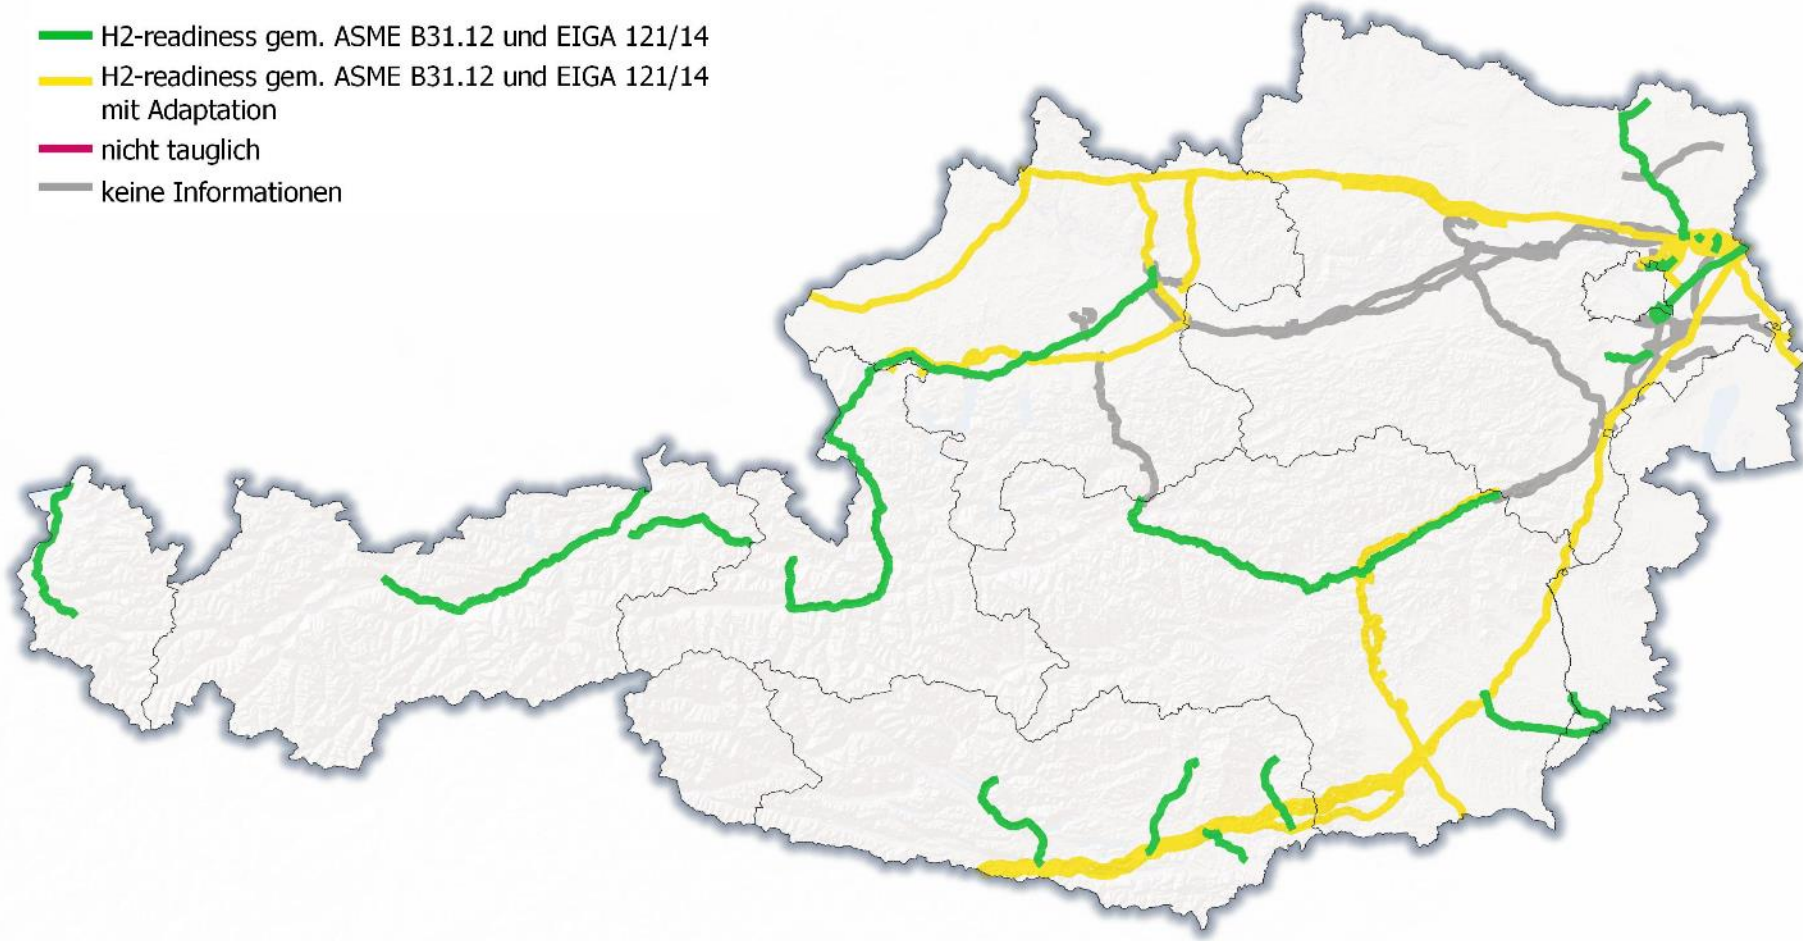 H2-readiness gem. ASME B31.12 und EIGA 121/14
H2-readiness gem. ASME B31.12 und EIGA 121/14
mit Adaptation
nicht tauglich
keine Informationen